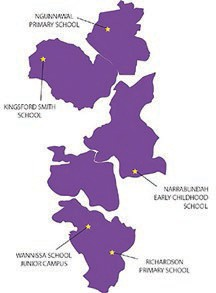 NGUNNAWAL
PRIMARY SCHOOL
KINGSFORD SMITH
SCHOOL
NARRABUNDAH
EARLY CHILDHOOD
SCHOOL
WANNISSA SCHOOL
JUNIOR CAMPUS
RICHARDSON
PRIMARY SCHOOL